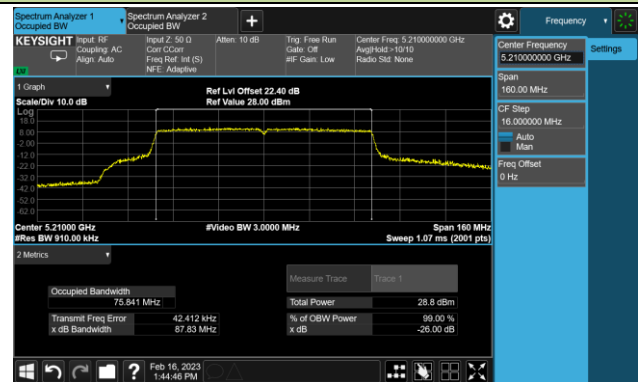 Spectrum Analyzer 1
Occupied BW
Spectrum Analyzer 2
Occupied BW
Frequency
KEYSIGHT
Input: RF
Coupling: AC
Align: Auto
Input Z: 50 Ω
Corr CCorr
Freq Ref: Int (S)
NFE: Adaptive
Atten: 10 dB
Trig: Free Run
Gate: Off
#IF Gain: Low
Center Freq: 5.210000000 GHz
Avg|Hold:>10/10
Radio Std: None
Center Frequency
5.210000000 GHz
Settings
Span
160.00 MHz
CF Step
16.000000 MHz
Auto
Man
Freq Offset
0 Hz
1 Graph
Scale/Div 10.0 dB
Ref Lvl Offset 22.40 dB
Ref Value 28.00 dBm
Log
18.0
8.00
-2.00
-12.0
-22.0
-32.0
-42.0
-52.0
-62.0
Center 5.21000 GHz
#Video BW 3.0000 MHz
Span 160 MHz
#Res BW 910.00 kHz
Sweep 1.07 ms (2001 pts)
2 Metrics
Measure Trace
Trace 1
Occupied Bandwidth
75.841 MHz
Total Power
28.8 dBm
Transmit Freq Error
42.412 kHz
% of OBW Power
99.00 %
x dB Bandwidth
87.83 MHz
x dB
-26.00 dB
Feb 16, 2023
1:44:46 PM